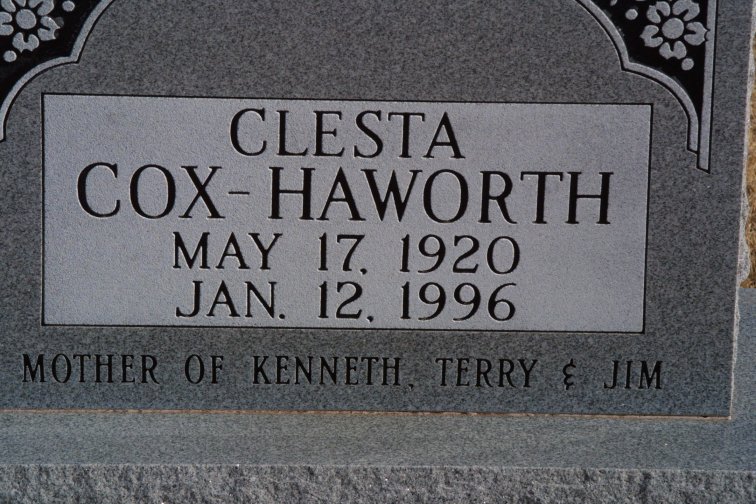 CLESTA
COX-HAWORTH
MAY 17, 1920
JAN. 12, 1996
MOTHER OF KENNETH, TERRY & JIM